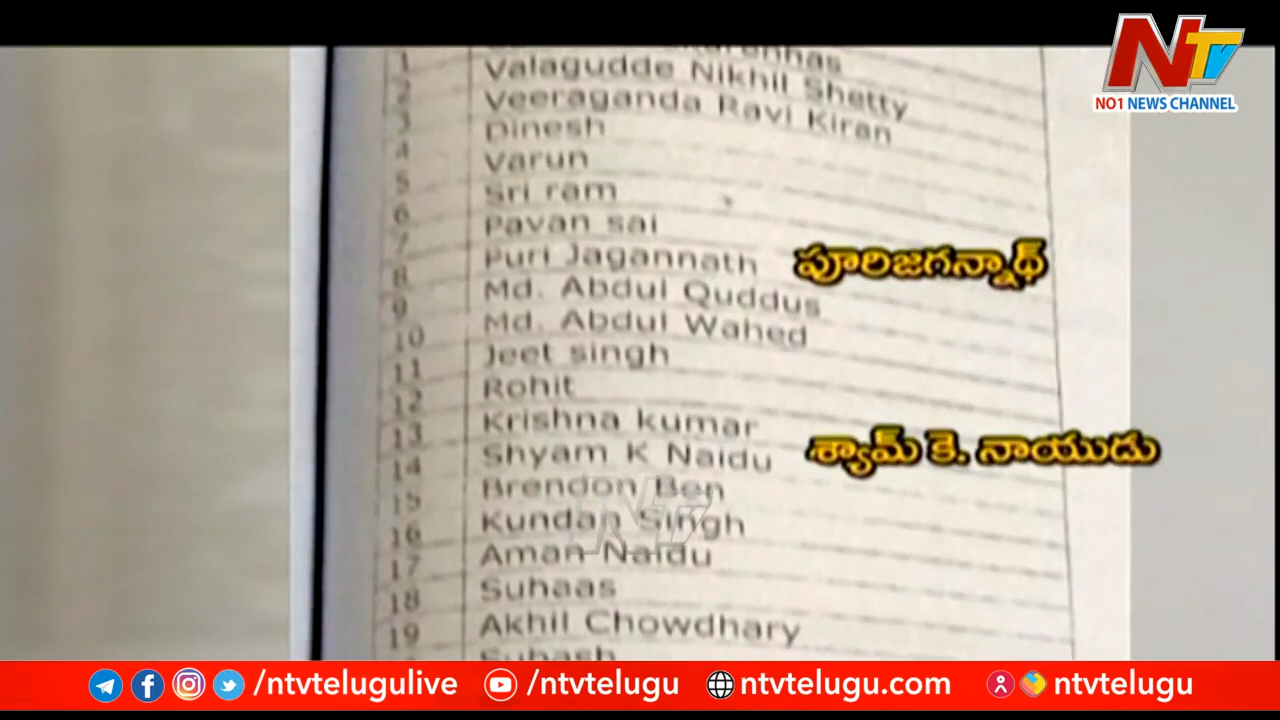 NTV
NO1 NEWS CHANNEL
1 Valagudde Nikhil Shetty
2 Veeraganda Ravi Kiran
3 Dinesh
4 Varun
5 Sri ram
6 Pavan sai
7 Puri Jagannath పూరిజగన్నాథ్
8 Md. Abdul Quddus
9 Md. Abdul Wahed
10 Jeet singh
11 Rohit
12 Krishna kumar
13 Shyam K Naidu శ్యామ్ కె. నాయుడు
14 Brendon Ben
15 Kundan Singh
16 Aman Naidu
17 Suhaas
18 Akhil Chowdhary
19 Subash
/ntvtelugulive /ntvtelugu ntvtelugu.com ntvtelugu